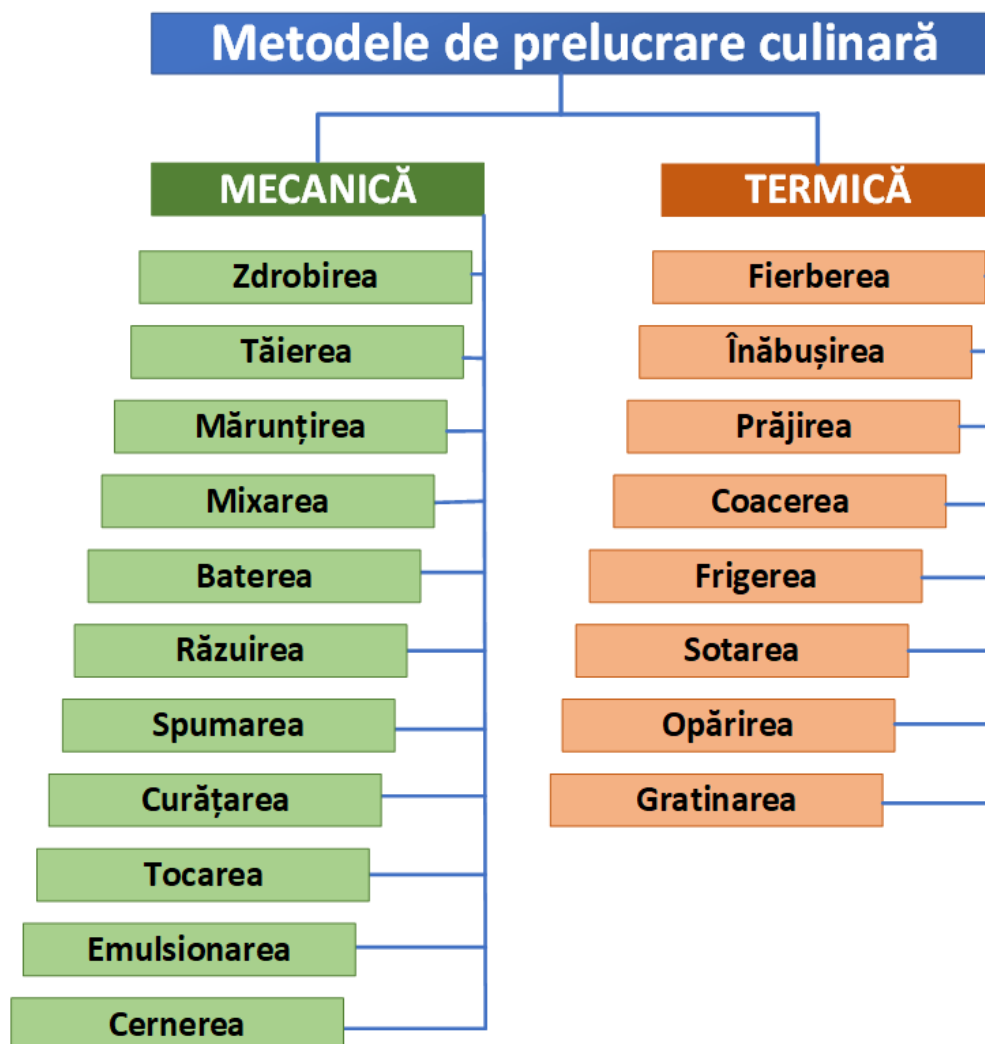 Metodele de prelucrare culinară
MECANICĂ
Zdrobirea
Tăierea
Mărunțirea
Mixarea
Baterea
Răzuirea
Spumarea
Curățarea
Tocarea
Emulsionarea
Cernerea
TERMICĂ
Fierberea
Înăbușirea
Prăjirea
Coacerea
Frigerea
Sotarea
Opărirea
Gratinarea